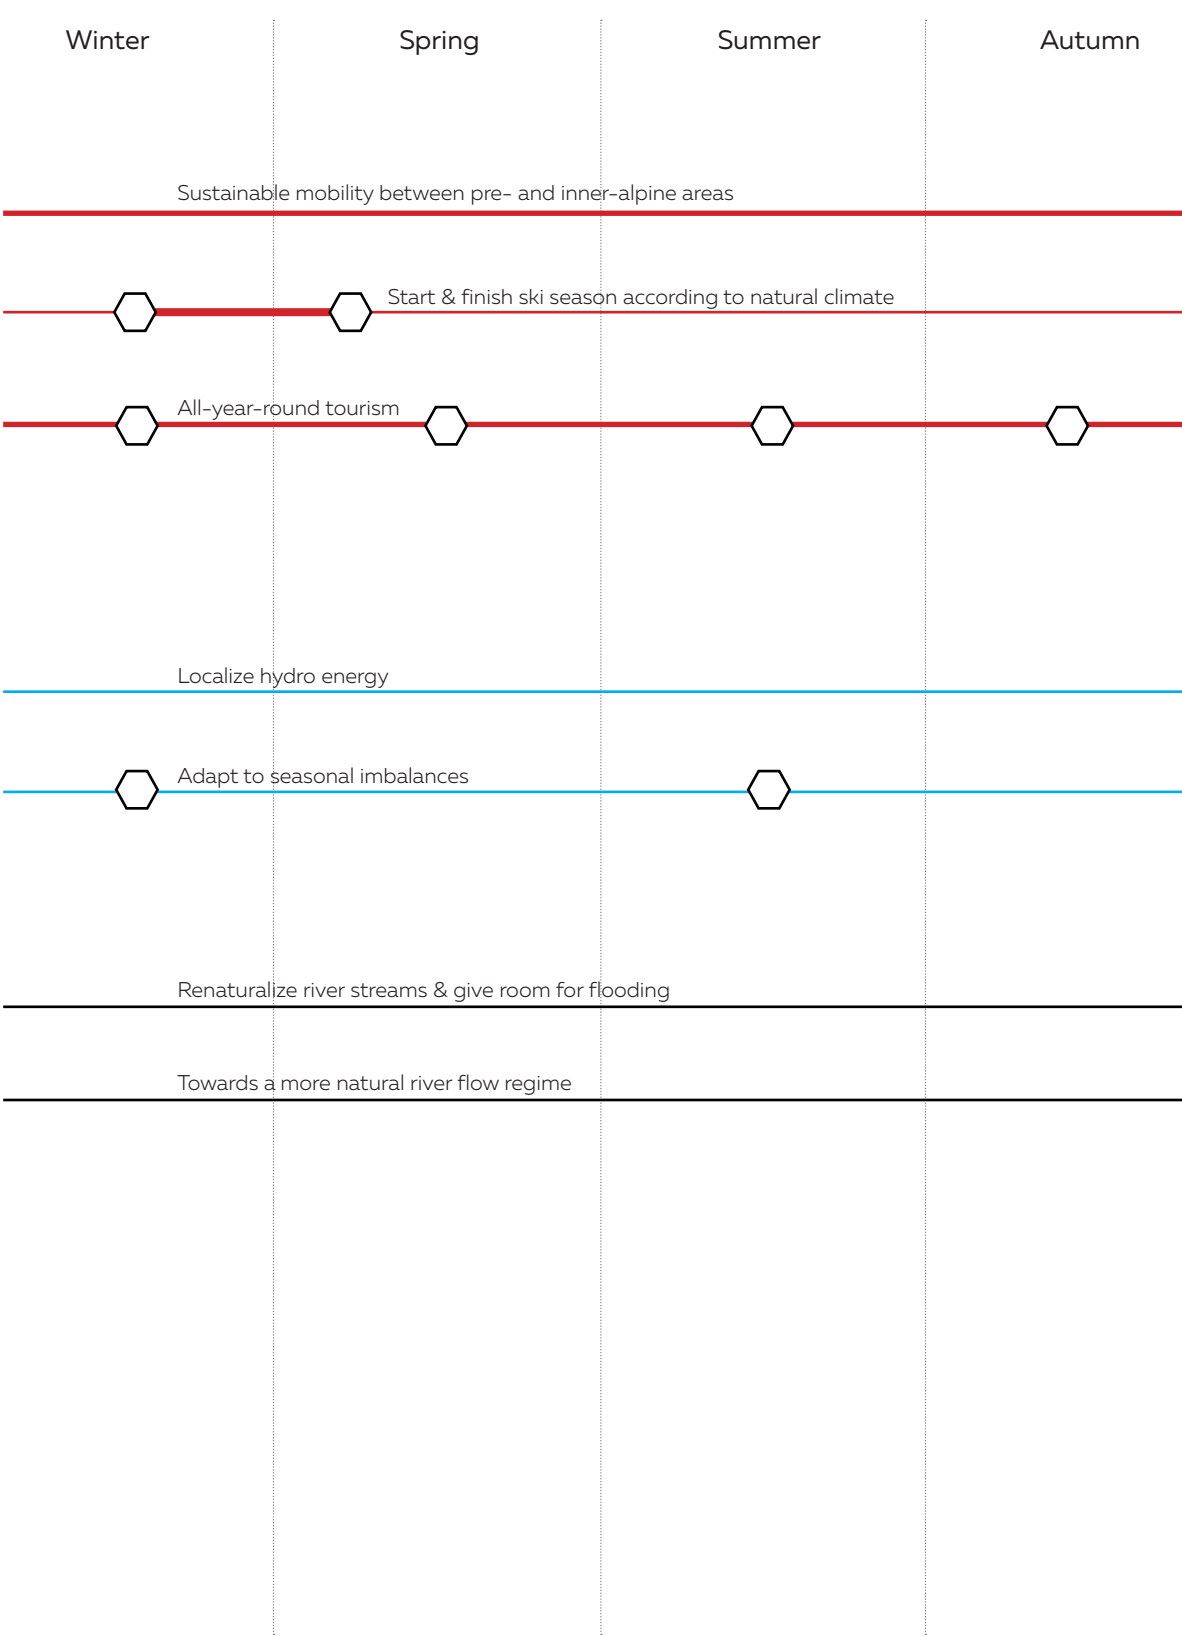 Winter Spring Summer Autumn
Sustainable mobility between pre- and inner-alpine areas
Start & finish ski season according to natural climate
All-year-round tourism
Localize hydro energy
Adapt to seasonal imbalances
Renaturalize river streams & give room for flooding
Towards a more natural river flow regime